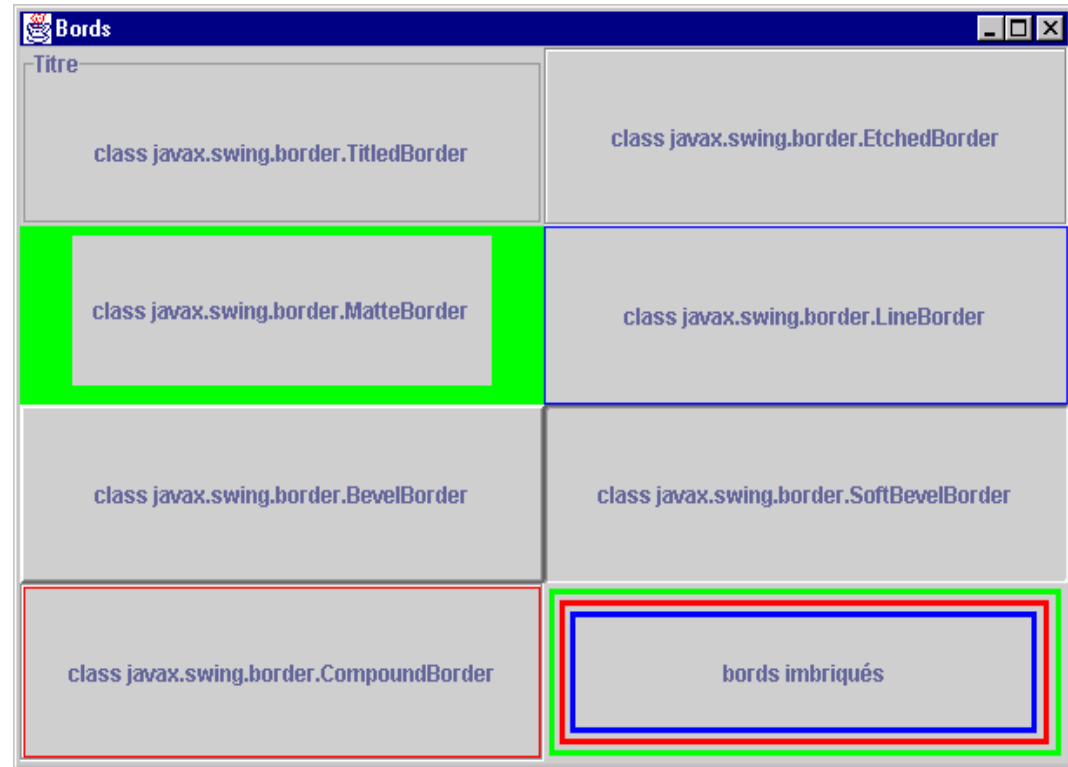 Bords
Titre
class javax.swing.border.TitledBorder
class javax.swing.border.EtchedBorder
class javax.swing.border.MatteBorder
class javax.swing.border.LineBorder
class javax.swing.border.BevelBorder
class javax.swing.border.SoftBevelBorder
class javax.swing.border.CompoundBorder
bords imbriqués